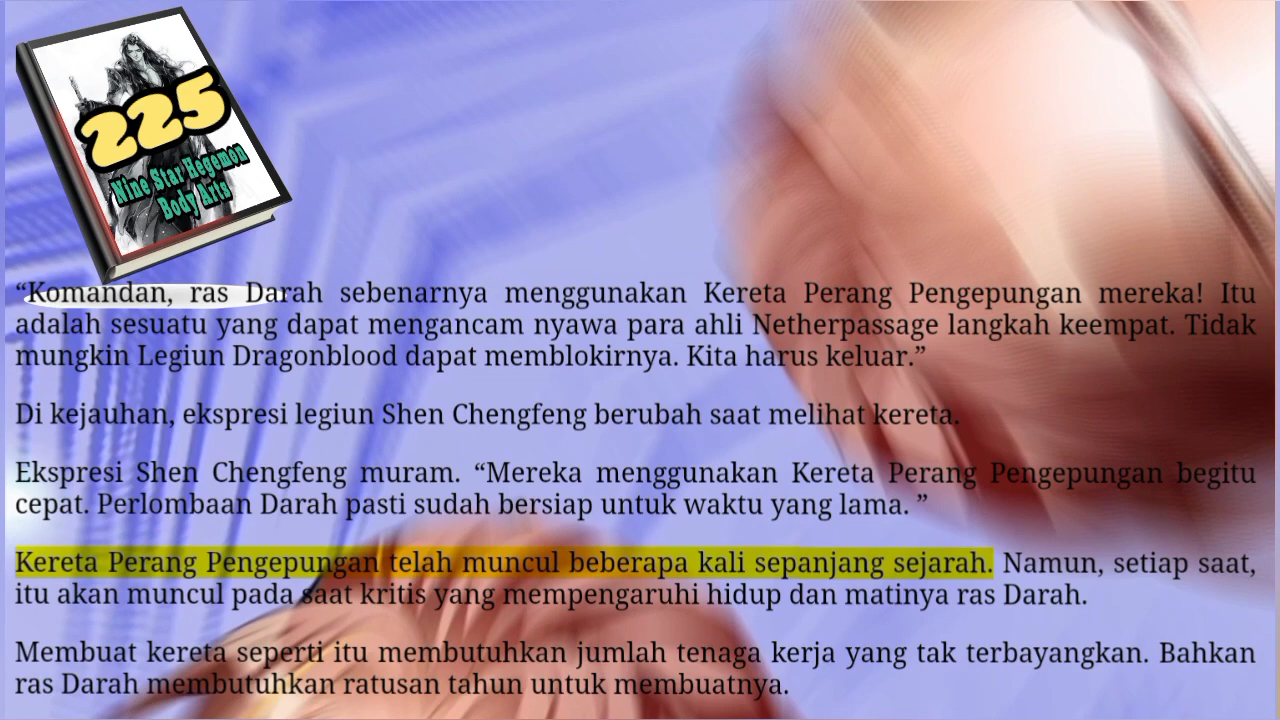 225
Nine Star Hegemon
Body Arts
“Komandan, ras Darah sebenarnya menggunakan Kereta Perang Pengepungan mereka! Itu
adalah sesuatu yang dapat mengancam nyawa para ahli Netherpassage langkah keempat. Tidak
mungkin Legiun Dragonblood dapat memblokirnya. Kita harus keluar.”
Di kejauhan, ekspresi legiun Shen Chengfeng berubah saat melihat kereta.
Ekspresi Shen Chengfeng muram. “Mereka menggunakan Kereta Perang Pengepungan begitu
cepat. Perlombaan Darah pasti sudah bersiap untuk waktu yang lama. ”
Kereta Perang Pengepungan telah muncul beberapa kali sepanjang sejarah. Namun, setiap saat,
itu akan muncul pada saat kritis yang mempengaruhi hidup dan matinya ras Darah.
Membuat kereta seperti itu membutuhkan jumlah tenaga kerja yang tak terbayangkan. Bahkan
ras Darah membutuhkan ratusan tahun untuk membuatnya.